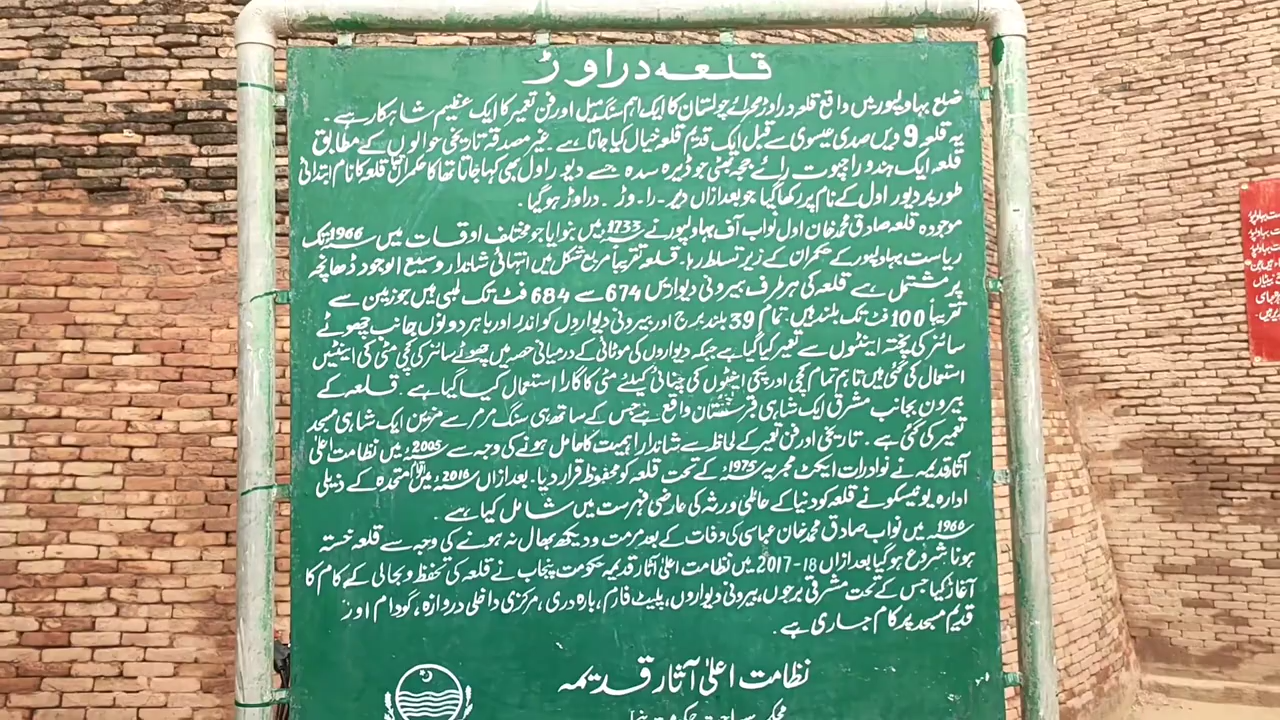 قلعہ دراوڑ
ضلع بہاولپور میں واقع قلعہ دراوڑ صحرائے چولستان کا ایک اہم سنگ میل اور فن تعمیر کا ایک عظیم شاہکار ہے ۔
یہ قلعہ 9 ویں صدی عیسوی سے قبل ایک قدیم قلعہ خیال کیا جاتا ہے ۔ غیر مصدقہ تاریخی حوالوں کے مطابق
قلعہ ایک ہندو راجپوت رائے ججہ بھٹی جو ڈیرہ سدہ جسے دیو راول بھی کہا جاتا تھا کا حکمران تھا قلعہ کا نام ابتدائی
طور پر دیور اول کے نام پر رکھا گیا جو بعدازاں دیر ۔ را ۔ وڑ ۔ دراوڑ ہو گیا ۔
موجودہ قلعہ صادق محمد خان اول نواب آف بہاولپور نے 1733ء میں بنوایا جو مختلف اوقات میں 1966ء تک
ریاست بہاولپور کے حکمران کے زیر تسلط رہا ۔ قلعہ تقریباً مربع شکل میں انتہائی شاندار وسیع الوجود ڈھانچہ
پر مشتمل ہے قلعہ کی ہر طرف بیرونی دیواریں 674 سے 684 فٹ تک لمبی ہیں جو زمین سے
تقریباً 100 فٹ تک بلند ہیں ۔ تمام 39 بلند برج اور بیرونی دیواروں کو اندر اور باہر دونوں جانب چھوٹے
سائز کی پختہ اینٹوں سے تعمیر کیا گیا ہے جبکہ دیواروں کی موٹائی کے درمیانی حصہ میں چھوٹے سائز کی کچی مٹی کی اینٹیں
استعمال کی گئی ہیں تاہم تمام کچی اور پکی اینٹوں کی چنائی کیلئے مٹی کا گارا استعمال کیا گیا ہے ۔ قلعہ کے
بیرون بجانب مشرق ایک شاہی قبرستان واقع ہے جس کے ساتھ ہی سنگ مرمر سے مزین ایک شاہی مسجد
تعمیر کی گئی ہے ۔ تاریخی اور فن تعمیر کے لحاظ سے شاندار اہمیت کا حامل ہونے کی وجہ سے 2005ء میں نظامت اعلیٰ
آثار قدیمہ نے نوادرات ایکٹ مجریہ 1975ء کے تحت قلعہ کو محفوظ قرار دیا ۔ بعدازاں 2016ء میں اقوام متحدہ کے ذیلی
ادارہ یونیسکو نے قلعہ کو دنیا کے عالمی ورثہ کی عارضی فہرست میں شامل کیا ہے ۔
1966ء میں نواب صادق محمد خان عباسی کی وفات کے بعد مرمت و دیکھ بھال نہ ہونے کی وجہ سے قلعہ خستہ
ہونا شروع ہو گیا بعدازاں 18-2017 میں نظامت اعلیٰ آثار قدیمہ حکومت پنجاب نے قلعہ کی تحفظ و بحالی کے کام کا
آغاز کیا جس کے تحت مشرقی برجوں، بیرونی دیواروں، پلیٹ فارم، بارہ دری، مرکزی داخلی دروازہ، گودام اور
قدیم مسجد پر کام جاری ہے ۔
نظامت اعلیٰ آثار قدیمہ